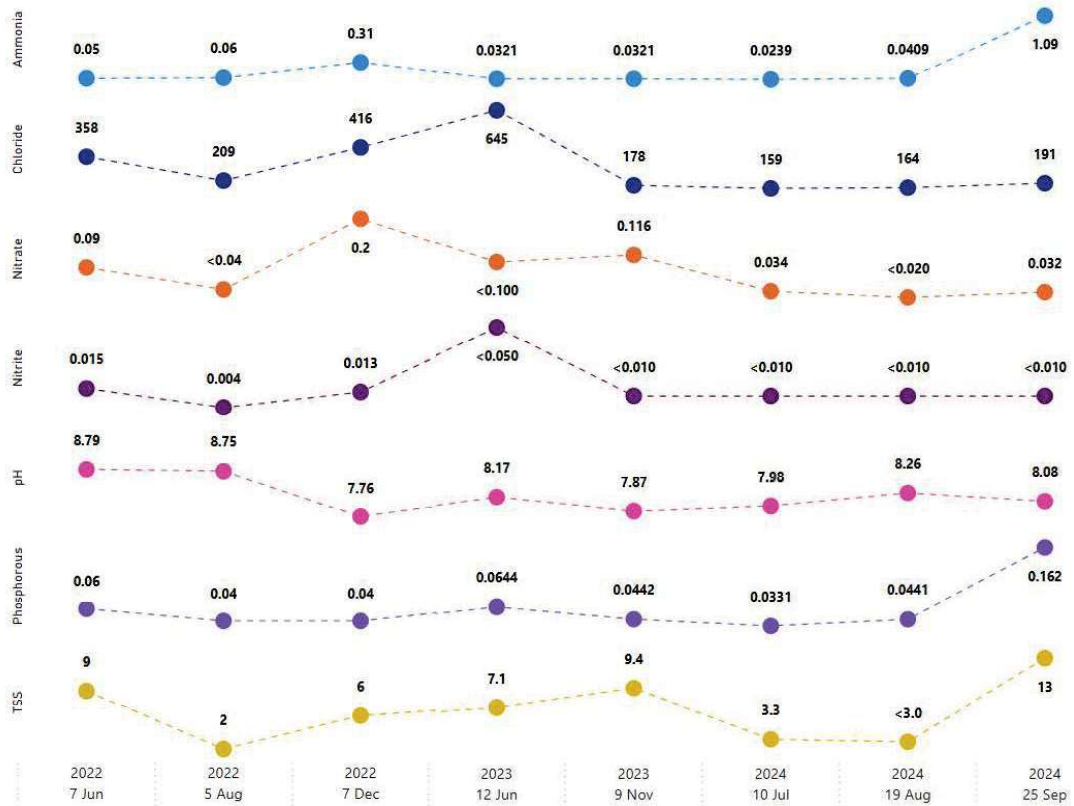 Ammonia
0.05 0.06 0.31 0.0321 0.0321 0.0239 0.0409 1.09
Chloride
358 209 416 645 178 159 164 191
Nitrate
0.09 <0.04 0.2 <0.100 0.116 0.034 <0.020 0.032
Nitrite
0.015 0.004 0.013 <0.050 <0.010 <0.010 <0.010 <0.010
pH
8.79 8.75 7.76 8.17 7.87 7.98 8.26 8.08
Phosphorous
0.06 0.04 0.04 0.0644 0.0442 0.0331 0.0441 0.162
TSS
9 2 6 7.1 9.4 3.3 <3.0 13
2022 2022 2022 2023 2023 2024 2024 2024
7 Jun 5 Aug 7 Dec 12 Jun 9 Nov 10 Jul 19 Aug 25 Sep